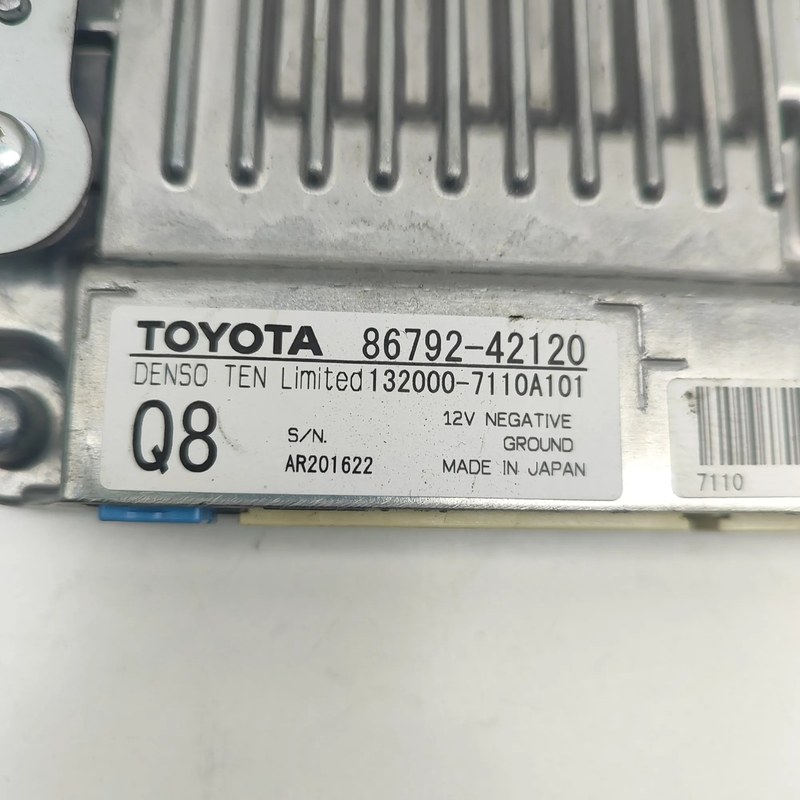 TOYOTA 86792-42120
DENSO TEN Limited 132000-7110A101
Q8 S/N. 12V NEGATIVE
GROUND
AR201622 MADE IN JAPAN
7110